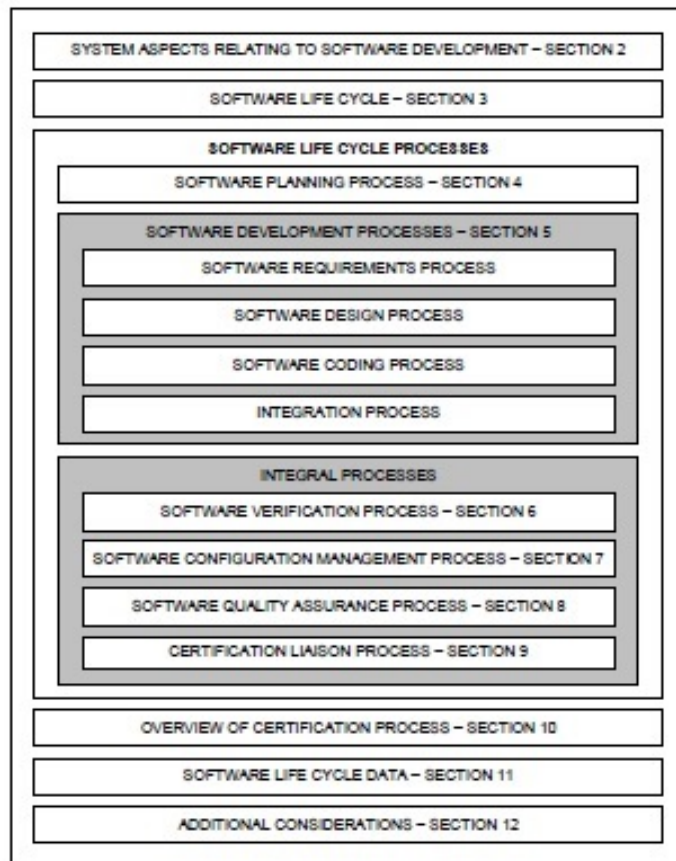 SYSTEM ASPECTS RELATING TO SOFTWARE DEVELOPMENT – SECTION 2
SOFTWARE LIFE CYCLE – SECTION 3
SOFTWARE LIFE CYCLE PROCESSES
SOFTWARE PLANNING PROCESS – SECTION 4
SOFTWARE DEVELOPMENT PROCESSES – SECTION 5
SOFTWARE REQUIREMENTS PROCESS
SOFTWARE DESIGN PROCESS
SOFTWARE CODING PROCESS
INTEGRATION PROCESS
INTEGRAL PROCESSES
SOFTWARE VERIFICATION PROCESS – SECTION 6
SOFTWARE CONFIGURATION MANAGEMENT PROCESS – SECTION 7
SOFTWARE QUALITY ASSURANCE PROCESS – SECTION 8
CERTIFICATION LIAISON PROCESS – SECTION 9
OVERVIEW OF CERTIFICATION PROCESS – SECTION 10
SOFTWARE LIFE CYCLE DATA – SECTION 11
ADDITIONAL CONSIDERATIONS – SECTION 12